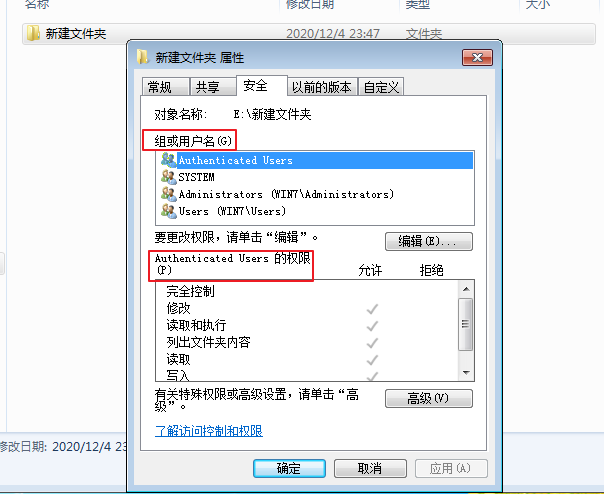 名称 修改日期 类型 大小
新建文件夹 2020/12/4 23:47 文件夹
新建文件夹 属性
常规 共享 安全 以前的版本 自定义
对象名称: E:\新建文件夹
组或用户名(G)
Authenticated Users
SYSTEM
Administrators (WIN7\Administrators)
Users (WIN7\Users)
要更改权限，请单击“编辑”。 编辑(E)...
Authenticated Users 的权限
(P) 允许 拒绝
完全控制
修改
读取和执行
列出文件夹内容
读取
写入
有关特殊权限或高级设置，请单击“高
级”。 高级(V)
了解访问控制和权限
修改日期: 2020/12/4 23
确定 取消 应用(A)